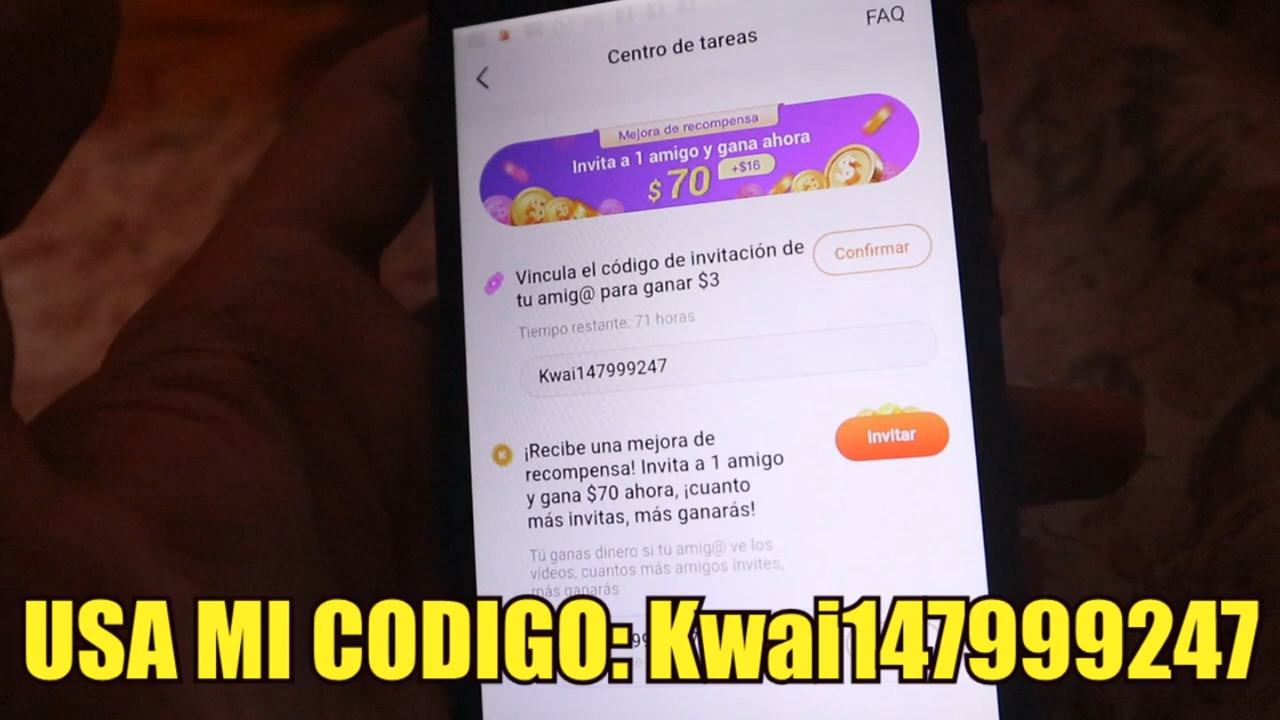 FAQ
Centro de tareas
Mejora de recompensa
Invita a 1 amigo y gana ahora
$70 +$16
Vincula el código de invitación de
tu amig@ para ganar $3
Confirmar
Tiempo restante: 71 horas
Kwai147999247
¡Recibe una mejora de
recompensa! Invita a 1 amigo
y gana $70 ahora, ¡cuanto
más invitas, más ganarás!
Invitar
Tú ganas dinero si tu amig@ ve los
vídeos, cuantos más amigos invites,
más ganarás
USA MI CODIGO: Kwai147999247